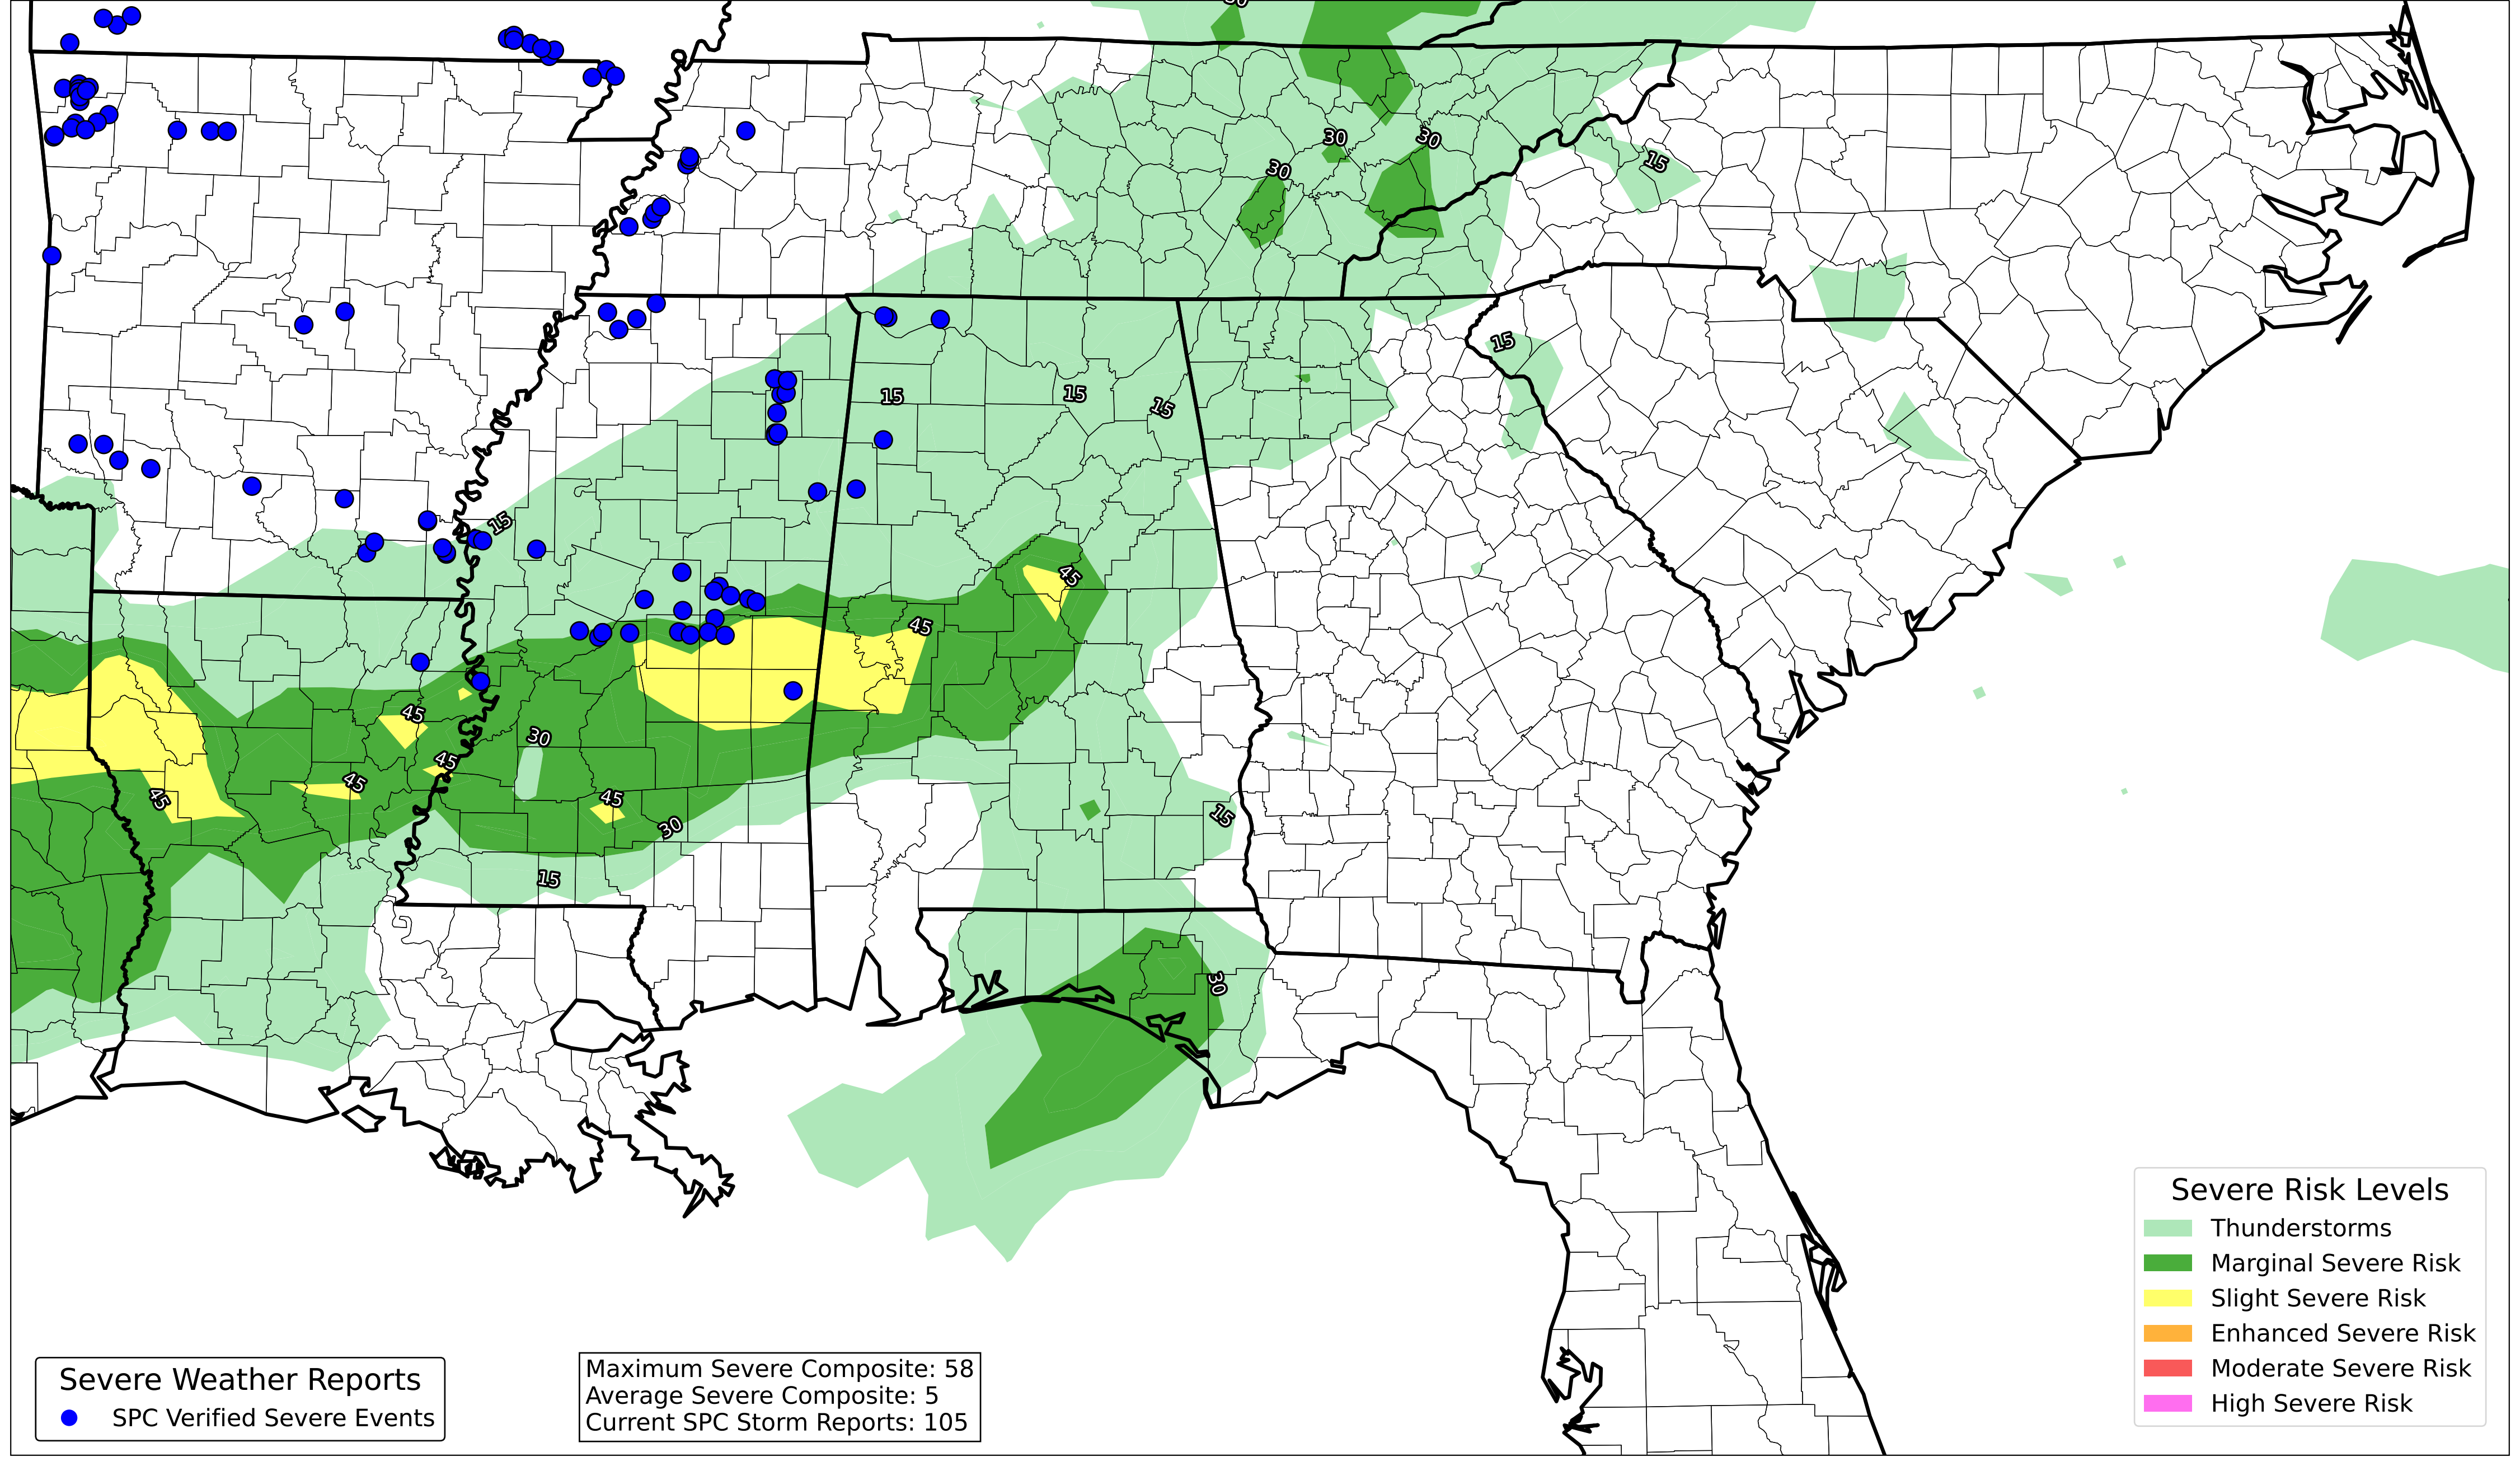 30
30
30
30
15
15
15
15
15
15
45
45
45
30
45
45
45
45
30
15
15
30
Severe Risk Levels
Thunderstorms
Marginal Severe Risk
Slight Severe Risk
Enhanced Severe Risk
Moderate Severe Risk
High Severe Risk
Severe Weather Reports
SPC Verified Severe Events
Maximum Severe Composite: 58
Average Severe Composite: 5
Current SPC Storm Reports: 105